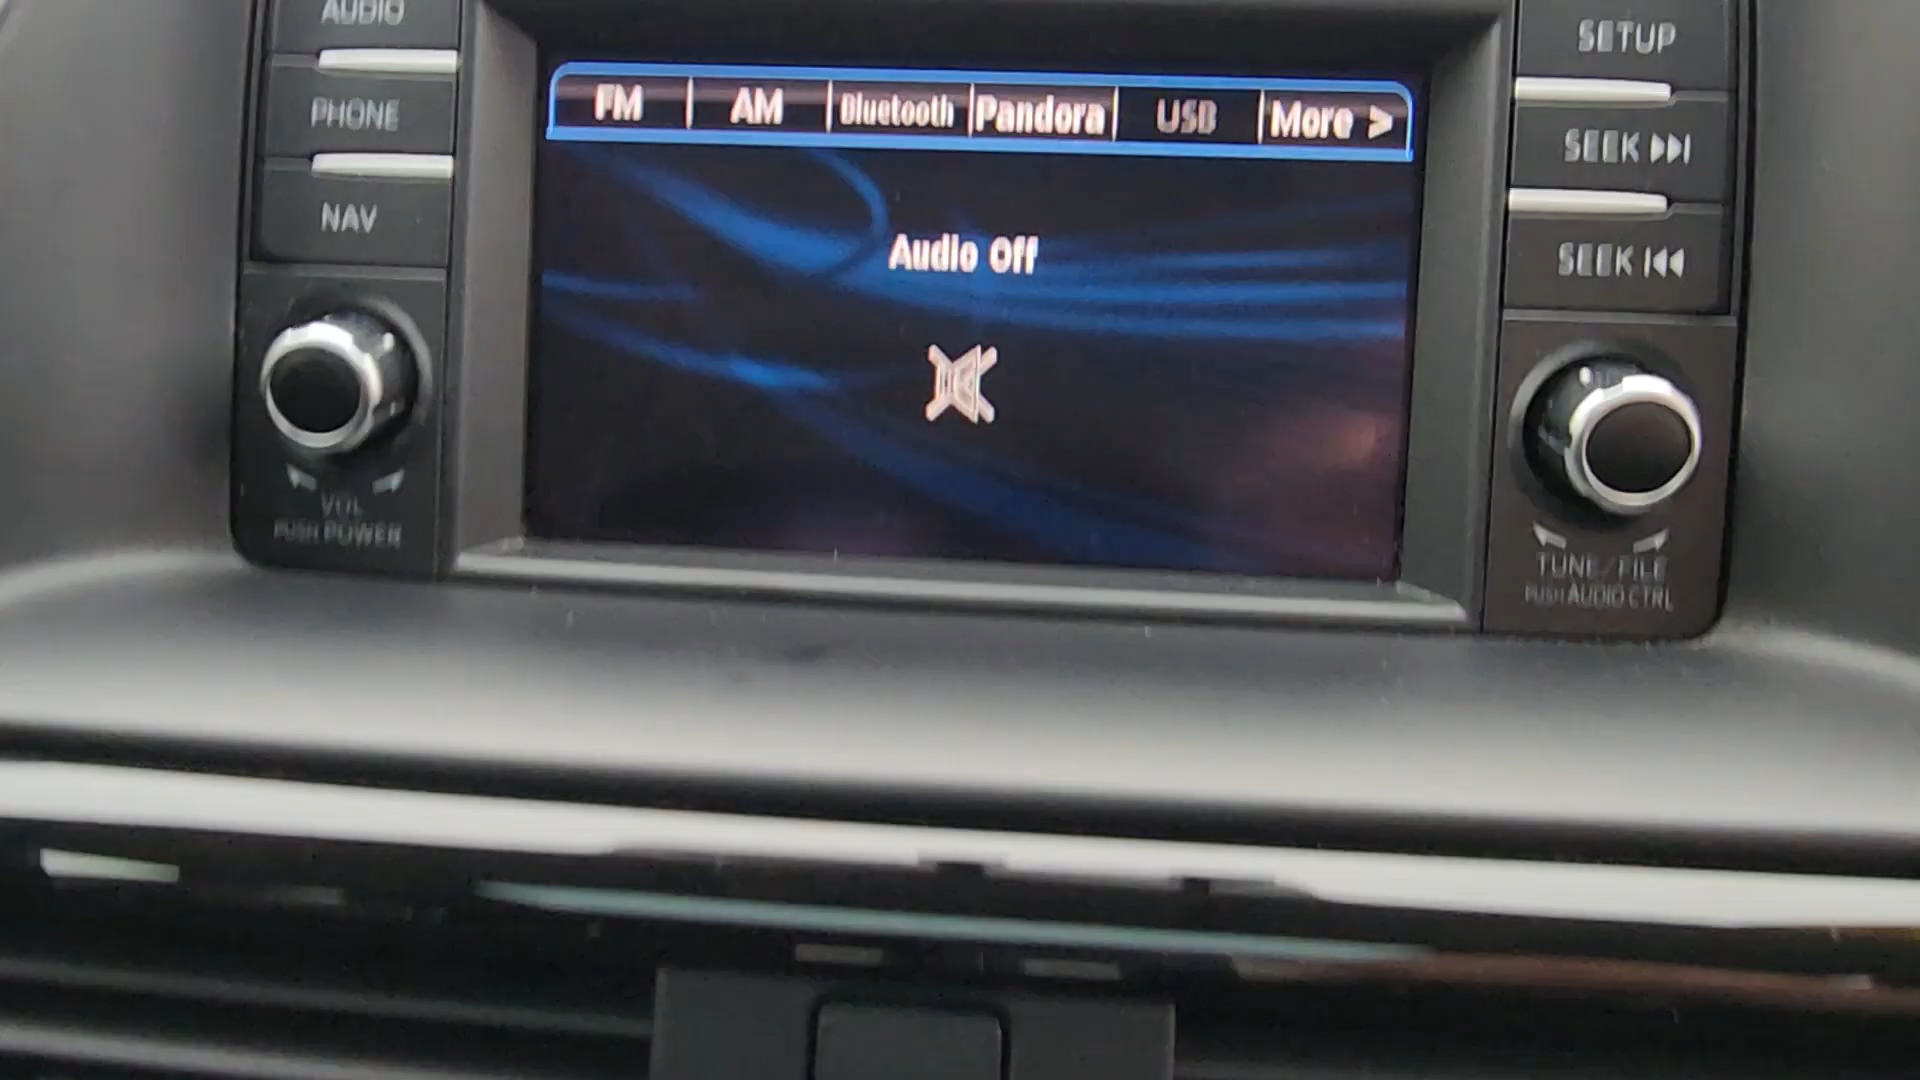 AUDIO
PHONE
NAV
VOL
PUSH POWER
FM AM Bluetooth Pandora USB More >
Audio Off
SETUP
SEEK
SEEK
TUNE/FILE
PUSH AUDIO CTRL